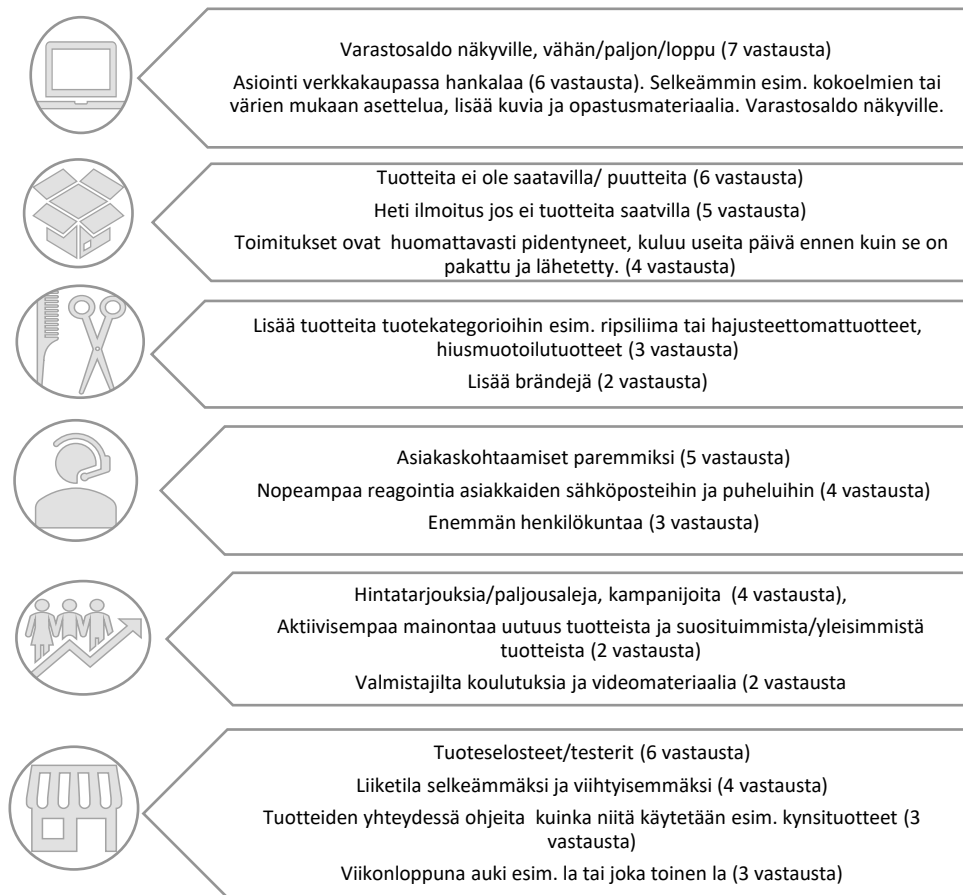 Varastosaldo näkyville, vähän/paljon/loppu (7 vastausta)
Asiointi verkkakaupassa hankalaa (6 vastausta). Selkeämmin esim. kokoelmien tai
värien mukaan asettelua, lisää kuvia ja opastusmateriaalia. Varastosaldo näkyville.
Tuotteita ei ole saatavilla/ puutteita (6 vastausta)
Heti ilmoitus jos ei tuotteita saatvilla (5 vastausta)
Toimitukset ovat huomattavasti pidentyneet, kuluu useita päivä ennen kuin se on
pakattu ja lähetetty. (4 vastausta)
Lisää tuotteita tuotekategorioihin esim. ripsiliima tai hajusteettomattuotteet,
hiusmuotoilutuotteet (3 vastausta)
Lisää brändejä (2 vastausta)
Asiakaskohtaamiset paremmiksi (5 vastausta)
Nopeampaa reagointia asiakkaiden sähköposteihin ja puheluihin (4 vastausta)
Enemmän henkilökuntaa (3 vastausta)
Hintatarjouksia/paljousaleja, kampanijoita (4 vastausta),
Aktiivisempaa mainontaa uutuus tuotteista ja suosituimmista/yleisimmistä
tuotteista (2 vastausta)
Valmistajilta koulutuksia ja videomateriaalia (2 vastausta
Tuoteselosteet/testerit (6 vastausta)
Liiketila selkeämmäksi ja viihtyisemmäksi (4 vastausta)
Tuotteiden yhteydessä ohjeita kuinka niitä käytetään esim. kynsituotteet (3
vastausta)
Viikonloppuna auki esim. la tai joka toinen la (3 vastausta)